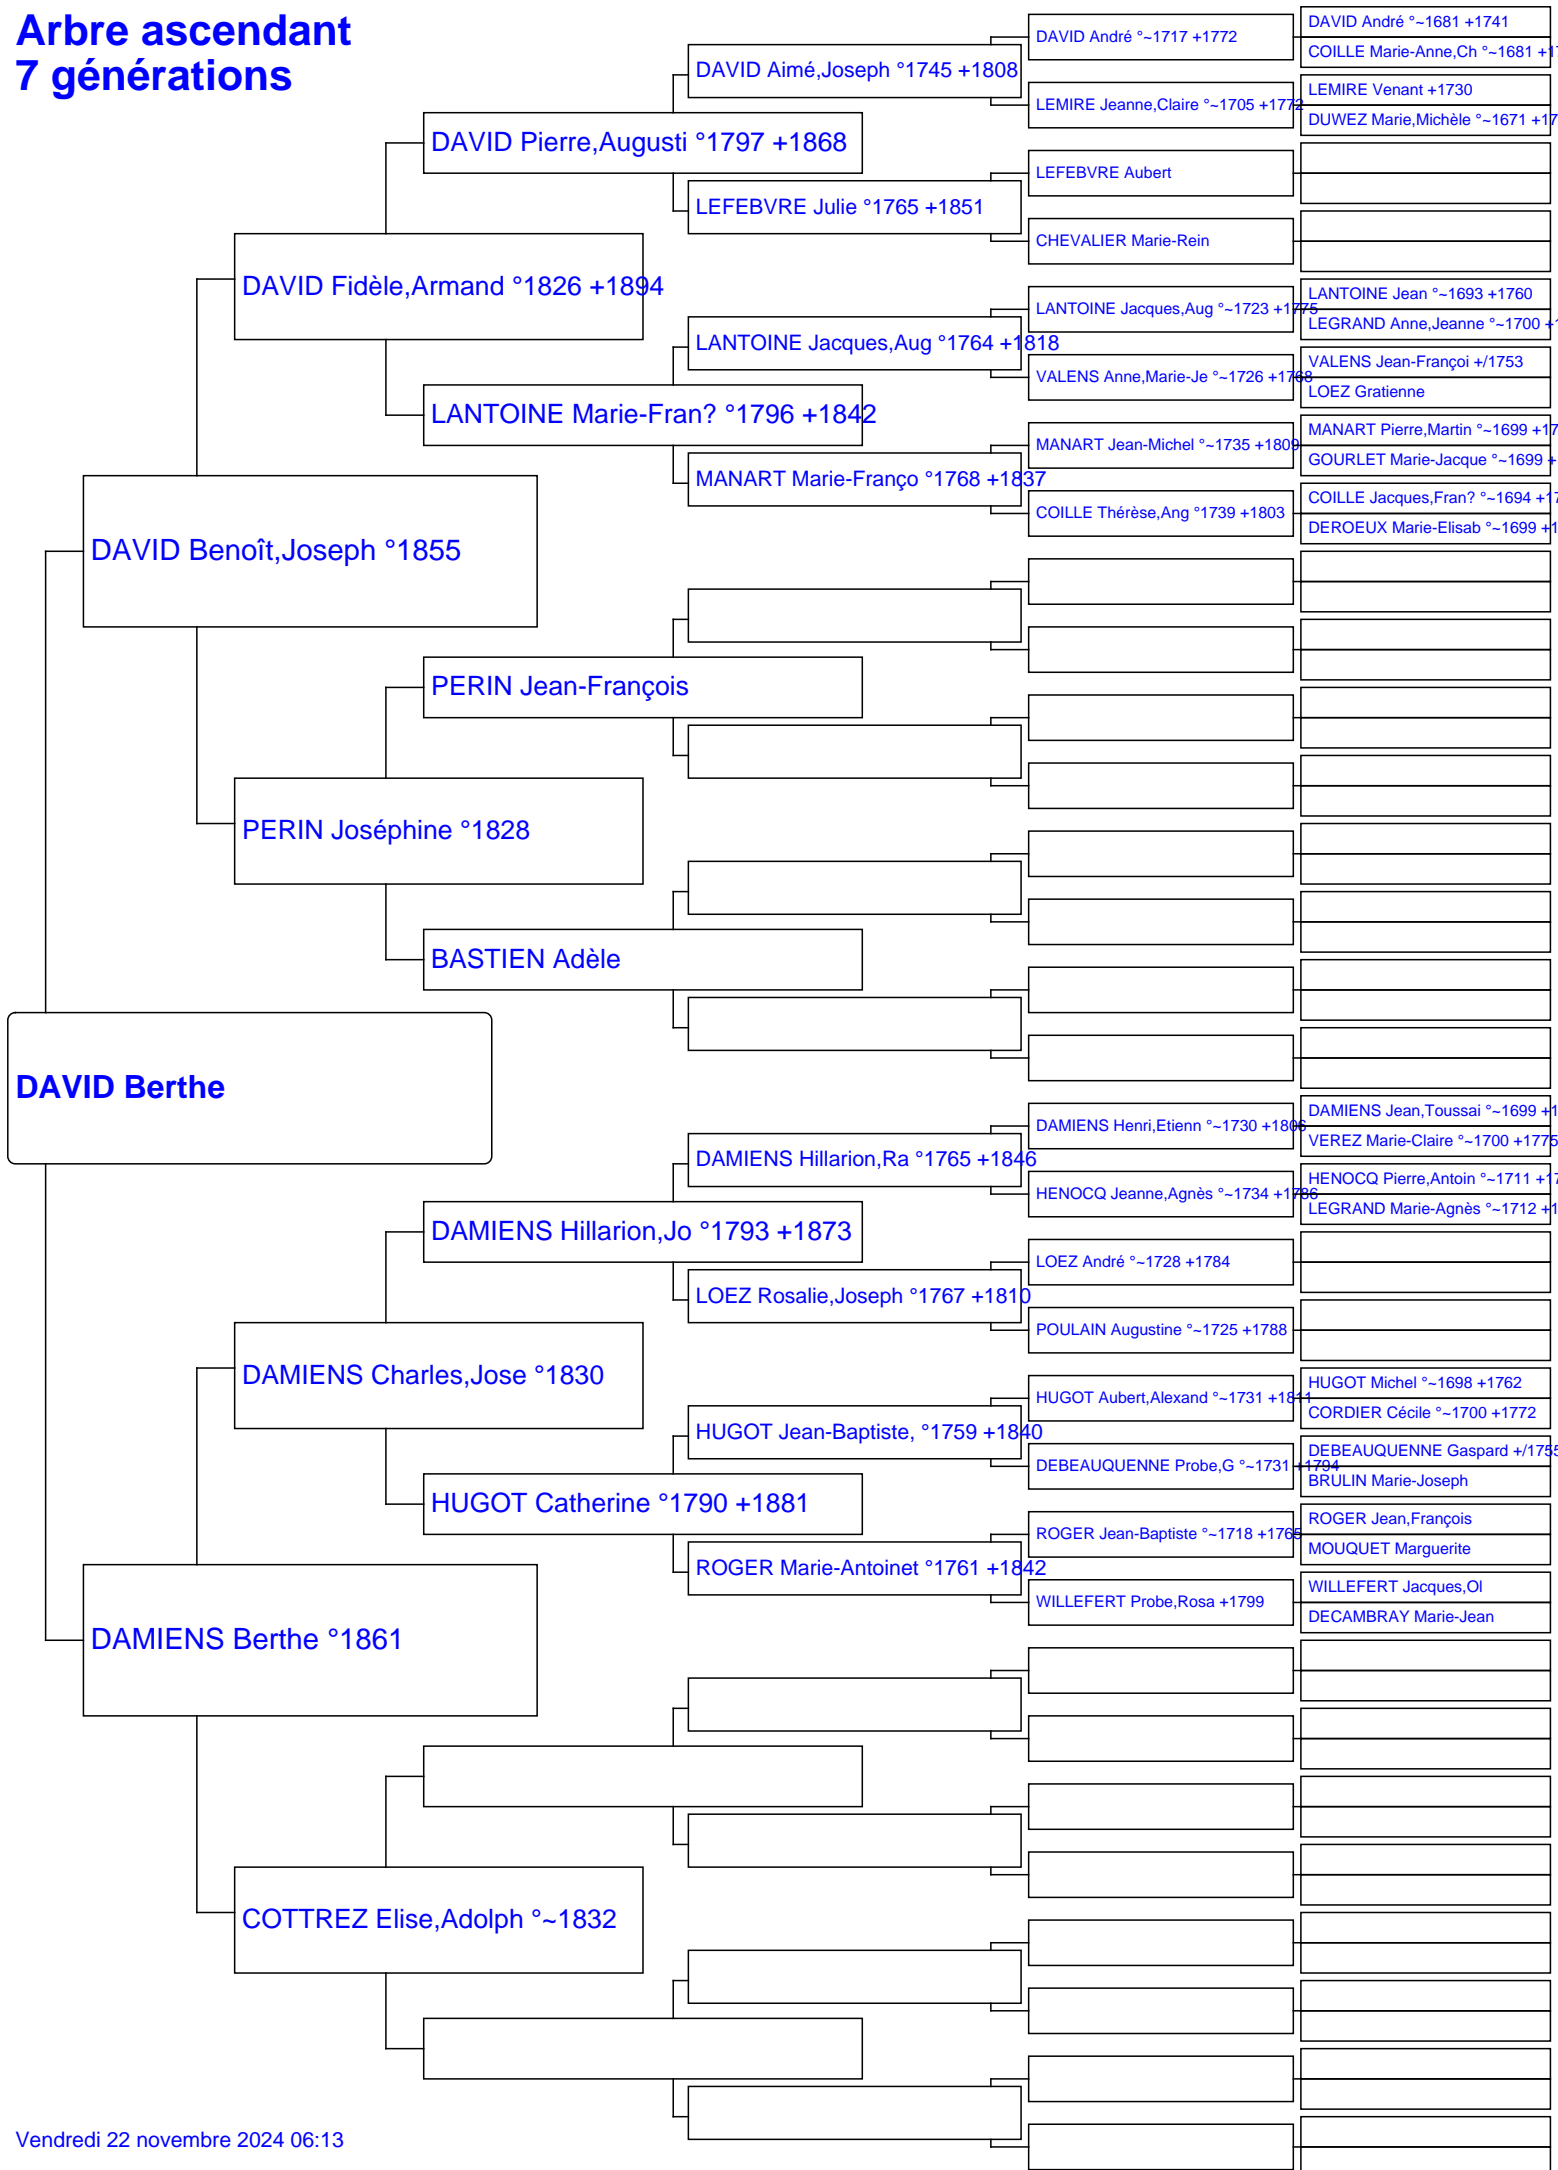 Arbre ascendant
7 générations
DAVID Berthe
DAVID Benoît,Joseph °1855
DAMIENS Berthe °1861
DAVID Fidèle,Armand °1826 +1894
PERIN Joséphine °1828
DAMIENS Charles,Jose °1830
COTTREZ Elise,Adolph °~1832
DAVID Pierre,Augusti °1797 +1868
LANTOINE Marie-Fran? °1796 +1842
PERIN Jean-François
BASTIEN Adèle
DAMIENS Hillarion,Jo °1793 +1873
HUGOT Catherine °1790 +1881
DAVID Aimé,Joseph °1745 +1808
LEFEBVRE Julie °1765 +1851
LANTOINE Jacques,Aug °1764 +1818
MANART Marie-Franço °1768 +1837
DAMIENS Hillarion,Ra °1765 +1846
LOEZ Rosalie,Joseph °1767 +1810
HUGOT Jean-Baptiste, °1759 +1840
ROGER Marie-Antoinet °1761 +1842
DAVID André °~1717 +1772
LEMIRE Jeanne,Claire °~1705 +1772
LEFEBVRE Aubert
CHEVALIER Marie-Rein
LANTOINE Jacques,Aug °~1723 +1775
VALENS Anne,Marie-Je °~1726 +1768
MANART Jean-Michel °~1735 +1809
COILLE Thérèse,Ang °1739 +1803
DAMIENS Henri,Etienn °~1730 +1806
HENOCQ Jeanne,Agnès °~1734 +1786
LOEZ André °~1728 +1784
POULAIN Augustine °~1725 +1788
HUGOT Aubert,Alexand °~1731 +1811
DEBEAUQUENNE Probe,G °~1731 +1794
ROGER Jean-Baptiste °~1718 +1765
WILLEFERT Probe,Rosa +1799
DAVID André °~1681 +1741
COILLE Marie-Anne,Ch °~1681 +1
LEMIRE Venant +1730
DUWEZ Marie,Michèle °~1671 +17
LANTOINE Jean °~1693 +1760
LEGRAND Anne,Jeanne °~1700 +1
VALENS Jean-Françoi +/1753
LOEZ Gratienne
MANART Pierre,Martin °~1699 +17
GOURLET Marie-Jacque °~1699 +
COILLE Jacques,Fran? °~1694 +17
DEROEUX Marie-Elisab °~1699 +1
DAMIENS Jean,Toussai °~1699 +1
VEREZ Marie-Claire °~1700 +1775
HENOCQ Pierre,Antoin °~1711 +17
LEGRAND Marie-Agnès °~1712 +1
HUGOT Michel °~1698 +1762
CORDIER Cécile °~1700 +1772
DEBEAUQUENNE Gaspard +/1755
BRULIN Marie-Joseph
ROGER Jean,François
MOUQUET Marguerite
WILLEFERT Jacques,Ol
DECAMBRAY Marie-Jean
Vendredi 22 novembre 2024 06:13